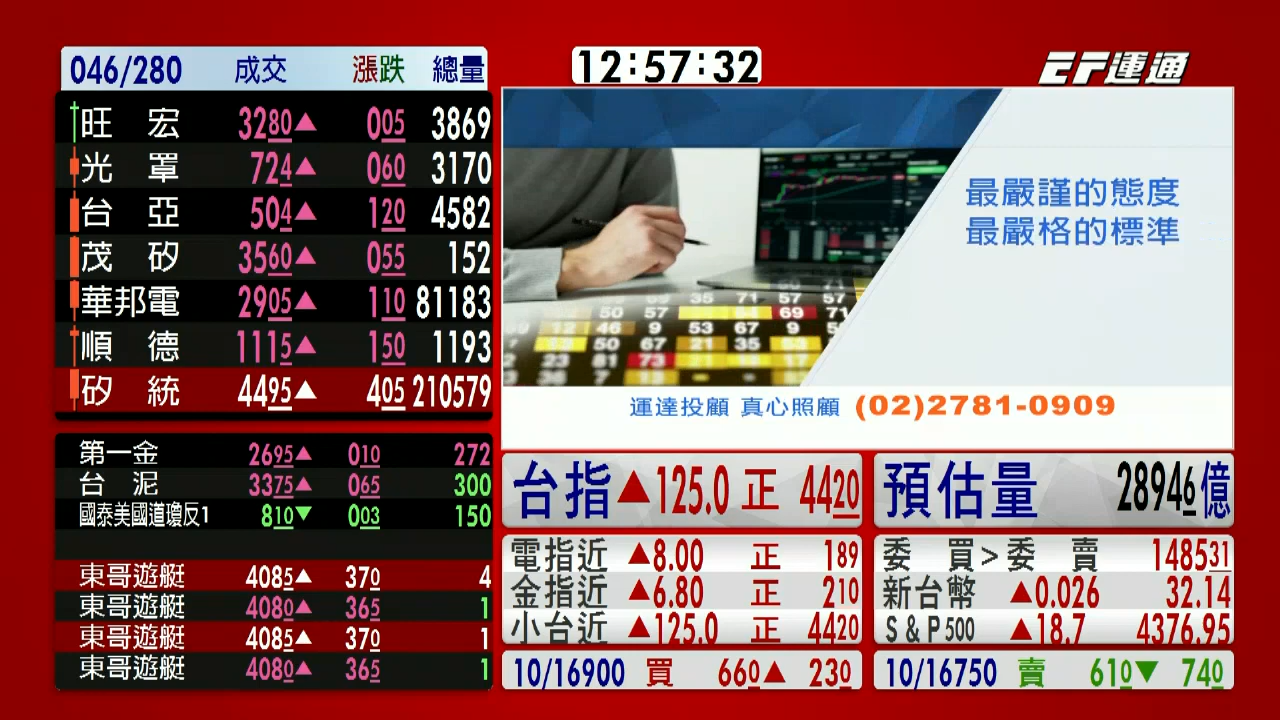 046/280 成交 漲跌 總量
旺宏 3280▲ 005 3869
光罩 724▲ 060 3170
台亞 504▲ 120 4582
茂矽 3560▲ 055 152
華邦電 2905▲ 110 81183
順德 1115▲ 150 1193
矽統 4495▲ 405 210579
第一金 2695▲ 010 272
台泥 3375▲ 065 300
國泰美國道瓊反1 810▼ 003 150
東哥遊艇 4085▲ 370 4
東哥遊艇 4080▲ 365 1
東哥遊艇 4085▲ 370 1
東哥遊艇 4080▲ 365 1
12:57:32
EF運通
最嚴謹的態度
最嚴格的標準
運達投顧 真心照顧 (02)2781-0909
台指▲125.0 正 4420
預估量 28946億
電指近 ▲8.00 正 189
金指近 ▲6.80 正 210
小台近 ▲125.0 正 4420
委買>委賣 148531
新台幣 ▲0.026 32.14
S&P500 ▲18.7 4376.95
10/16900 買 660▲ 230
10/16750 賣 610▼ 740